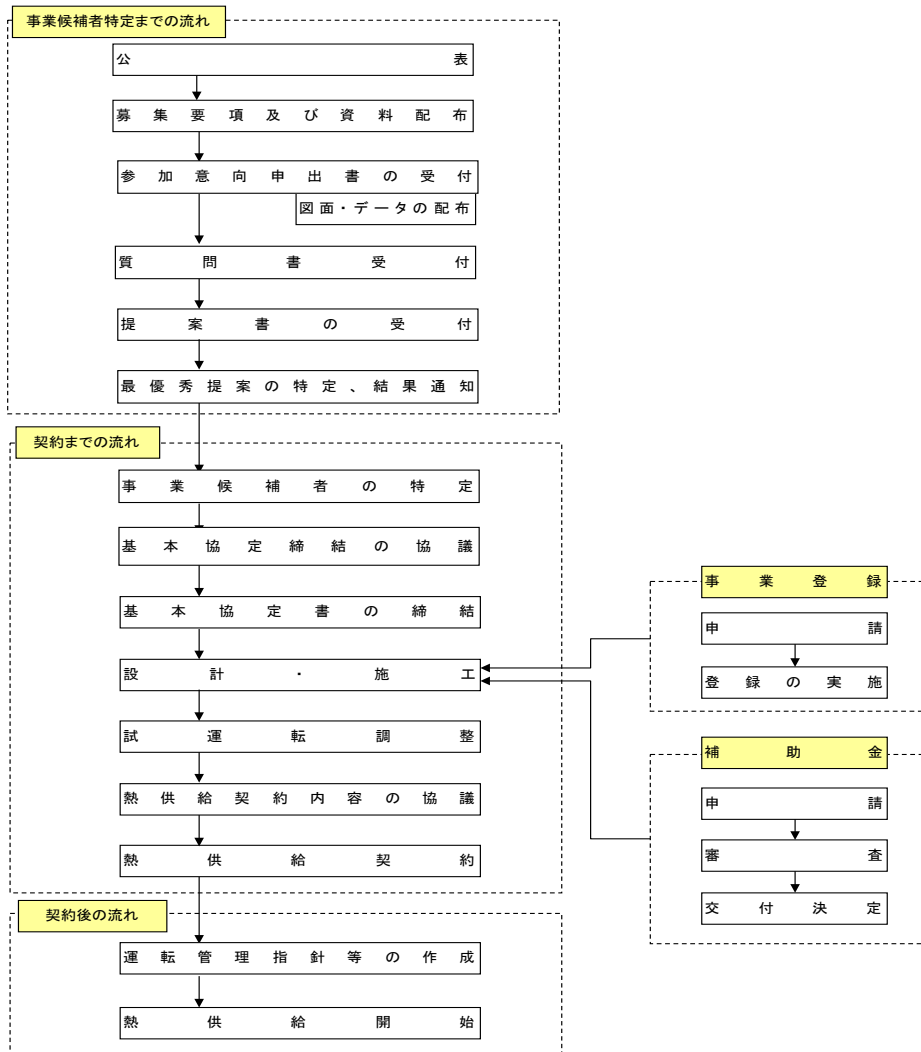 事業候補者特定までの流れ
公表
募集要項及び資料配布
参加意向申出書の受付
図面・データの配布
質問書受付
提案書の受付
最優秀提案の特定、結果通知
契約までの流れ
事業候補者の特定
基本協定締結の協議
基本協定書の締結
設計・施工
試運転調整
熱供給契約内容の協議
熱供給契約
事業登録
申請
登録の実施
補助金
申請
審査
交付決定
契約後の流れ
運転管理指針等の作成
熱供給開始